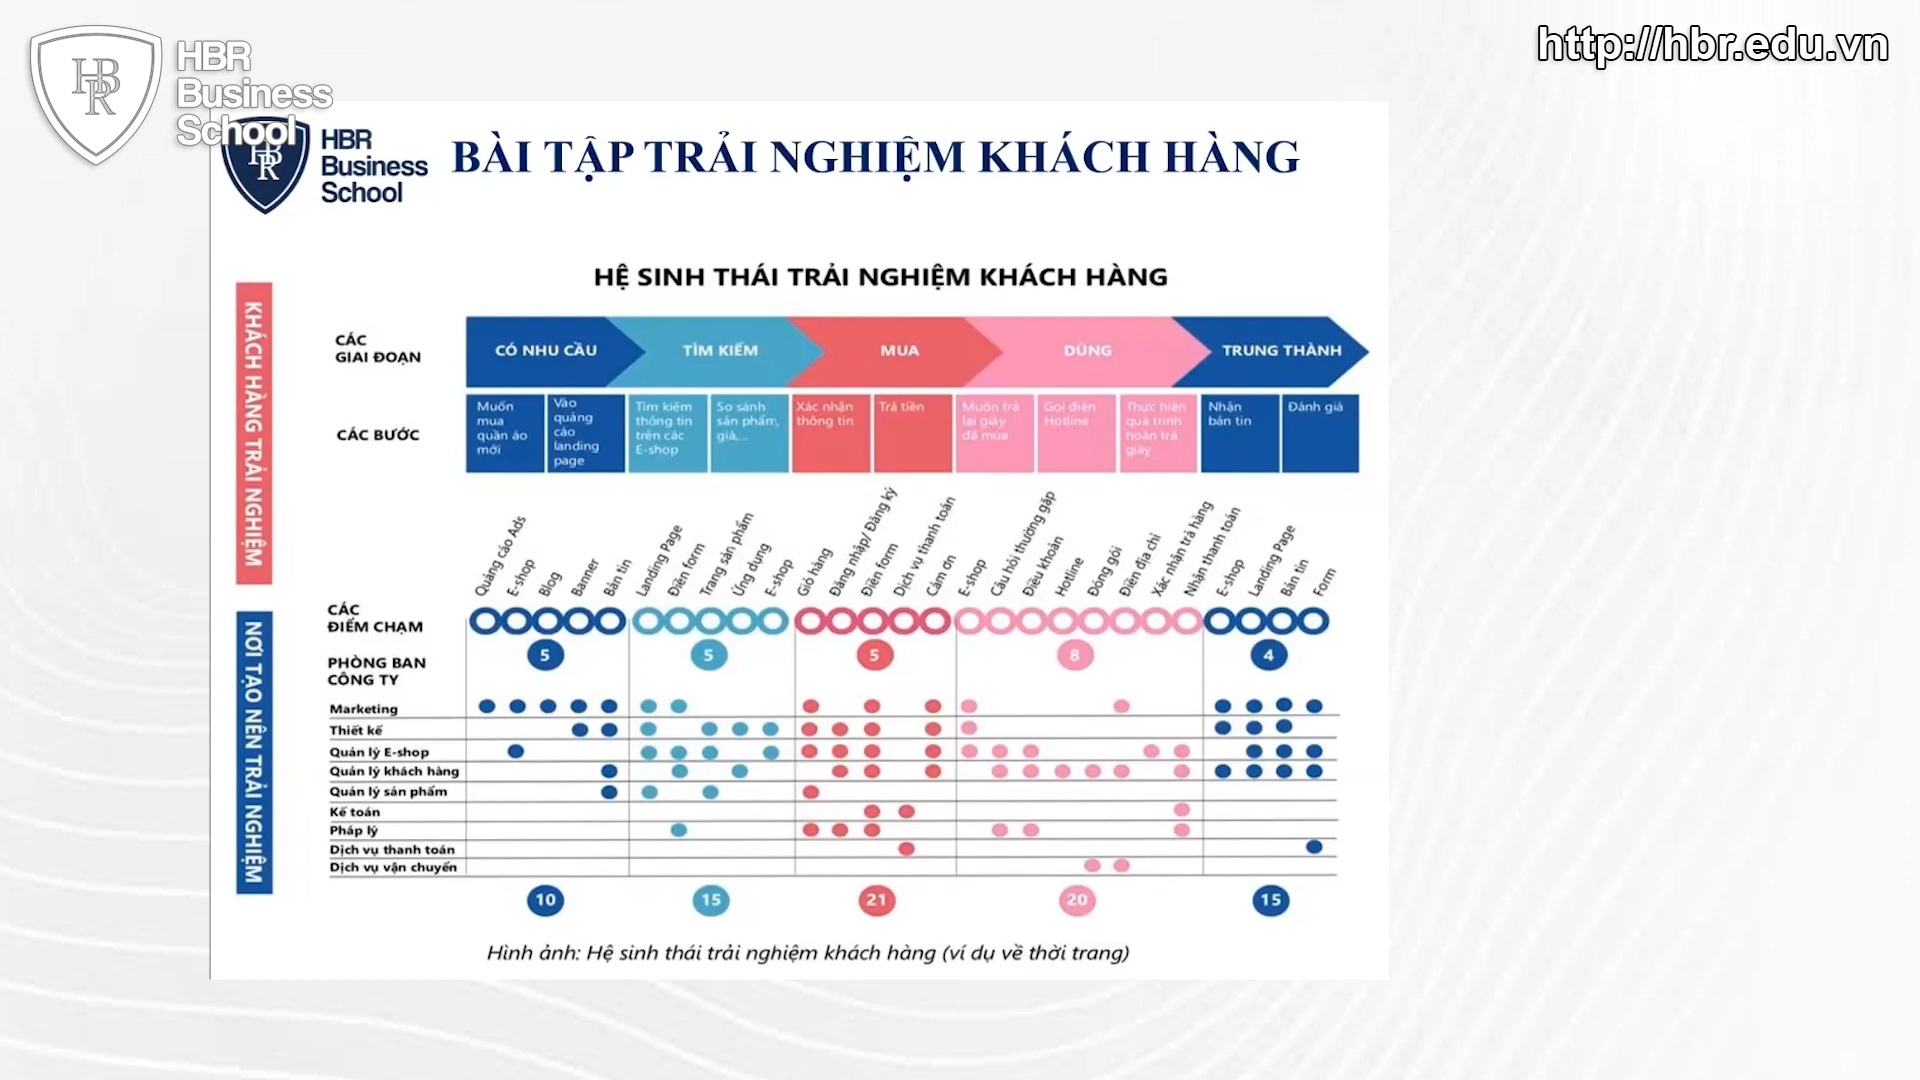 HBR
Business
School
http://hbr.edu.vn
HBR
Business
School
BÀI TẬP TRẢI NGHIỆM KHÁCH HÀNG
HỆ SINH THÁI TRẢI NGHIỆM KHÁCH HÀNG
KHÁCH HÀNG TRẢI NGHIỆM
CÁC
GIAI ĐOẠN
CÓ NHU CẦU
TÌM KIẾM
MUA
DÙNG
TRUNG THÀNH
CÁC BƯỚC
Muốn
mua
quần áo
mới
Vào
quảng
cáo
landing
page
Tìm kiếm
thông tin
trên các
E-shop
So sánh
sản phẩm,
giá,...
Xác nhận
thông tin
Trả tiền
Muốn trả
lại giày
đã mua
Gọi điện
Hotline
Thực hiện
quá trình
hoàn trả
giày
Nhận
bản tin
Đánh giá
NƠI TẠO NÊN TRẢI NGHIỆM
CÁC
ĐIỂM CHẠM
Quảng cáo Ads
E-shop
Blog
Banner
Bản tin
Landing Page
Điền form
Trang sản phẩm
Ứng dụng
E-shop
Giỏ hàng
Đăng nhập/ Đăng ký
Điền form
Dịch vụ thanh toán
Cám ơn
E-shop
Câu hỏi thường gặp
Điều khoản
Hotline
Đóng gói
Điền địa chỉ
Xác nhận trả hàng
Nhận thanh toán
E-shop
Landing Page
Bản tin
Form
5
5
5
8
4
PHÒNG BAN
CÔNG TY
Marketing
Thiết kế
Quản lý E-shop
Quản lý khách hàng
Quản lý sản phẩm
Kế toán
Pháp lý
Dịch vụ thanh toán
Dịch vụ vận chuyển
10
15
21
20
15
Hình ảnh: Hệ sinh thái trải nghiệm khách hàng (ví dụ về thời trang)